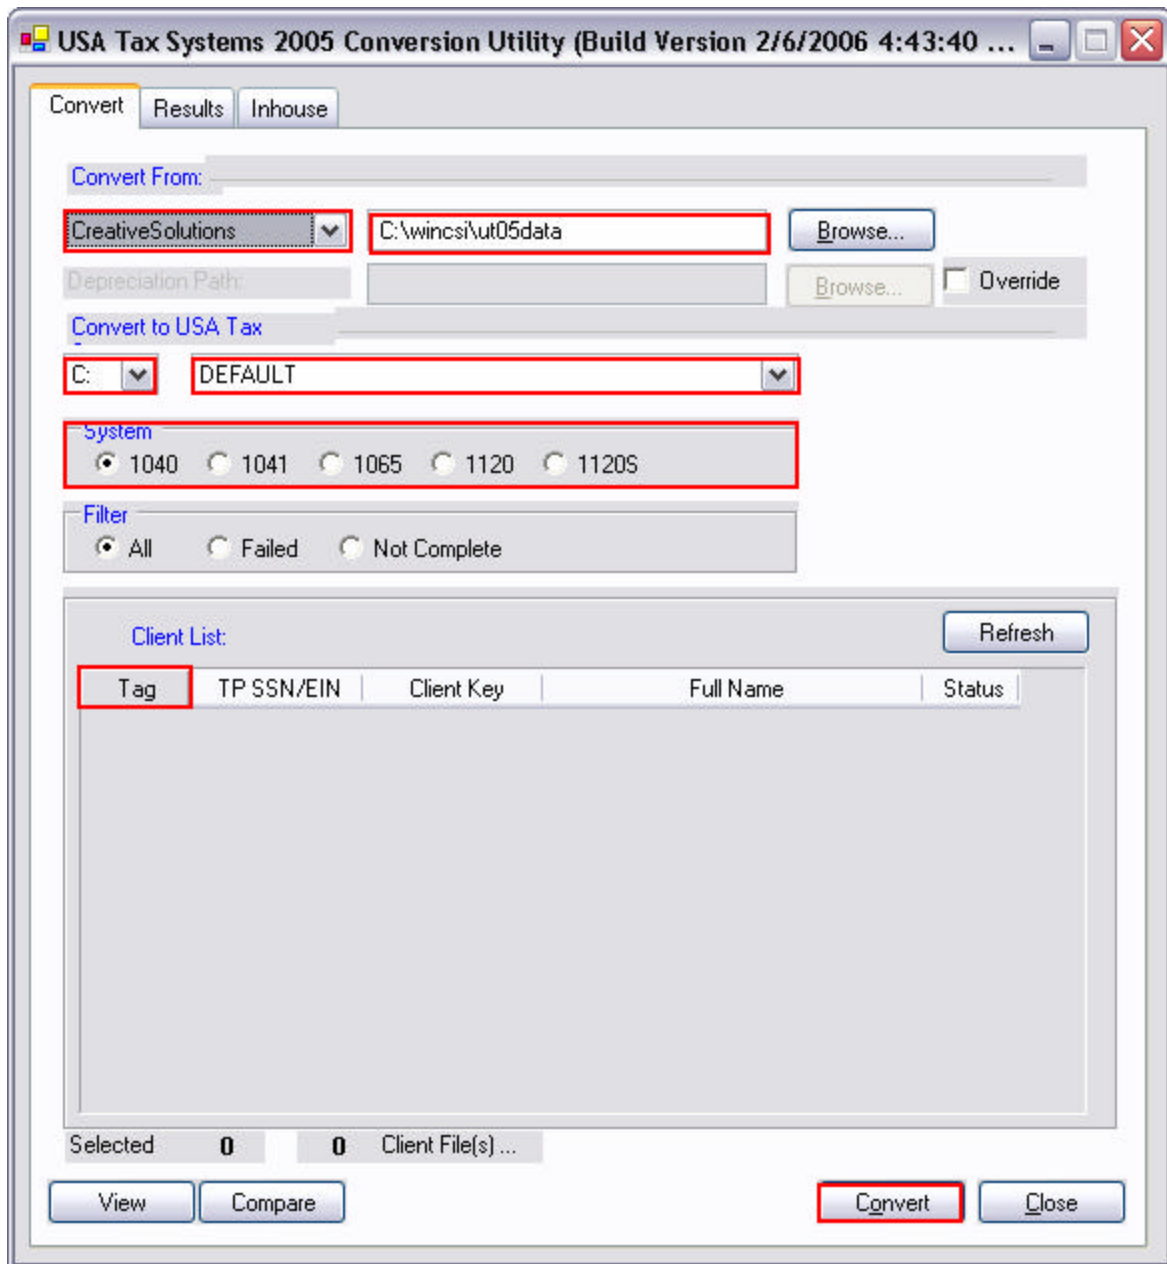 USA Tax Systems 2005 Conversion Utility (Build Version 2/6/2006 4:43:40 ...
Convert Results Inhouse
Convert From:
CreativeSolutions C:\wincsi\ut05data Browse...
Depreciation Path: Browse... Override
Convert to USA Tax
C: DEFAULT
System
1040 1041 1065 1120 1120S
Filter
All Failed Not Complete
Client List: Refresh
Tag TP SSN/EIN Client Key Full Name Status
Selected 0 0 Client File(s) ...
View Compare Convert Close